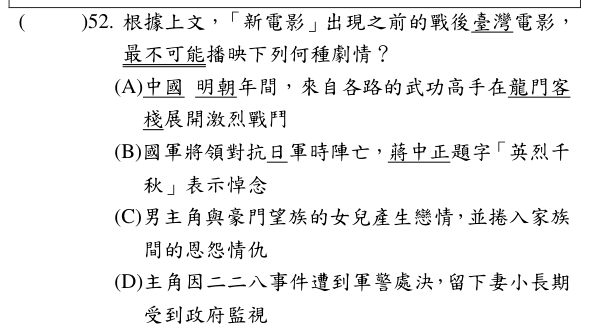 (　　)52. 根據上文，「新電影」出現之前的戰後臺灣電影，
最不可能播映下列何種劇情？
(A)中國 明朝年間，來自各路的武功高手在龍門客
棧展開激烈戰鬥
(B)國軍將領對抗日軍時陣亡，蔣中正題字「英烈千
秋」表示悼念
(C)男主角與豪門望族的女兒產生戀情，並捲入家族
間的恩怨情仇
(D)主角因二二八事件遭到軍警處決，留下妻小長期
受到政府監視